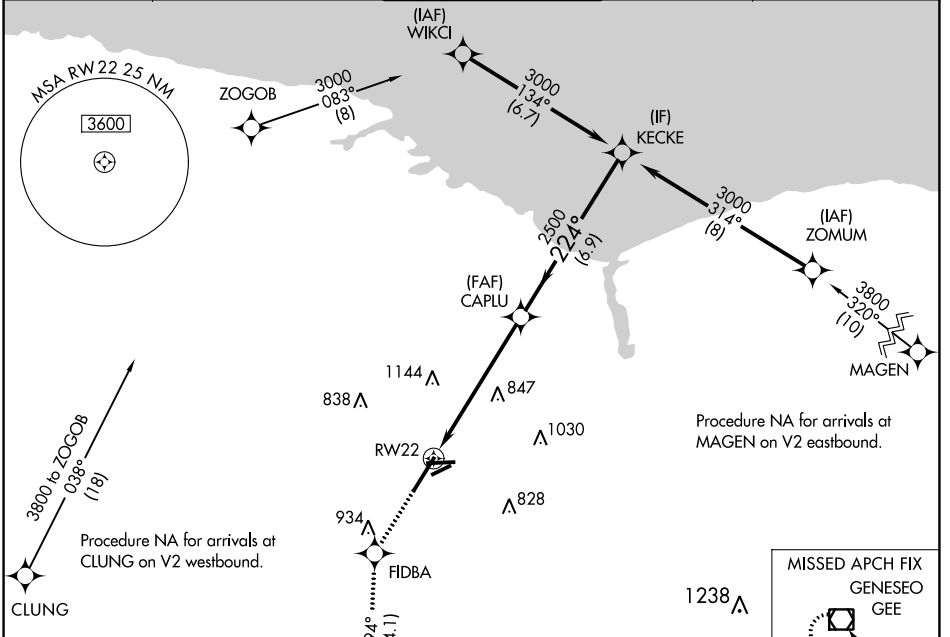 (IAF)
WIKCI
MSA RW22 25 NM
3600
ZOGOB
3000
083°
(8)
3000
134°
(6.7)
(IF)
KECKE
3000
314°
(8)
(IAF)
ZOMUM
2500
224°
(6.9)
(FAF)
CAPLU
3800
320°
(10)
MAGEN
1144
838
847
1030
Procedure NA for arrivals at
MAGEN on V2 eastbound.
RW22
3800 to ZOGOB
038°
(18)
828
934
Procedure NA for arrivals at
CLUNG on V2 westbound.
FIDBA
CLUNG
MISSED APCH FIX
GENESEO
GEE
1238